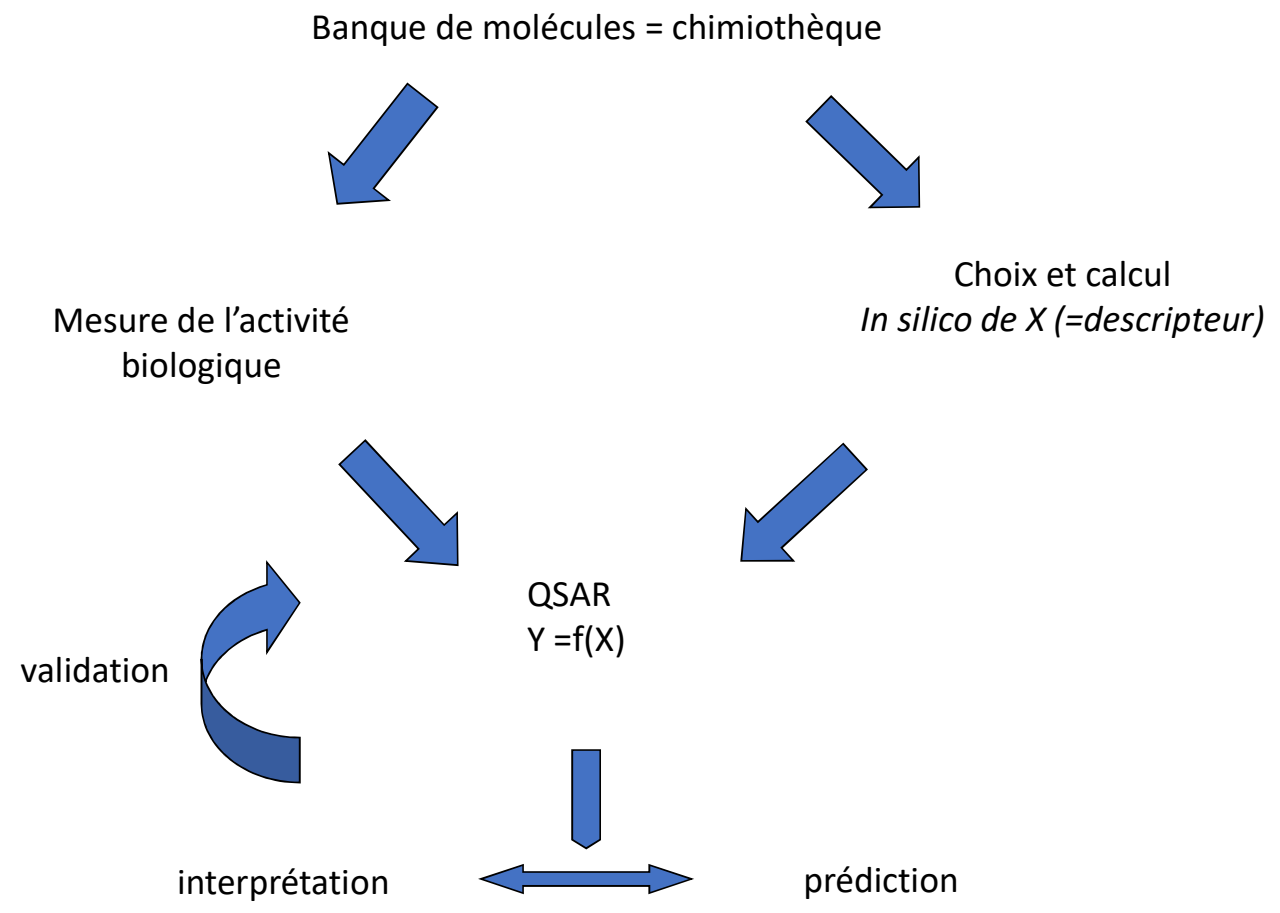 Banque de molécules = chimiothèque
Mesure de l’activité
biologique
Choix et calcul
In silico de X (=descripteur)
QSAR
Y =f(X)
validation
interprétation
prédiction